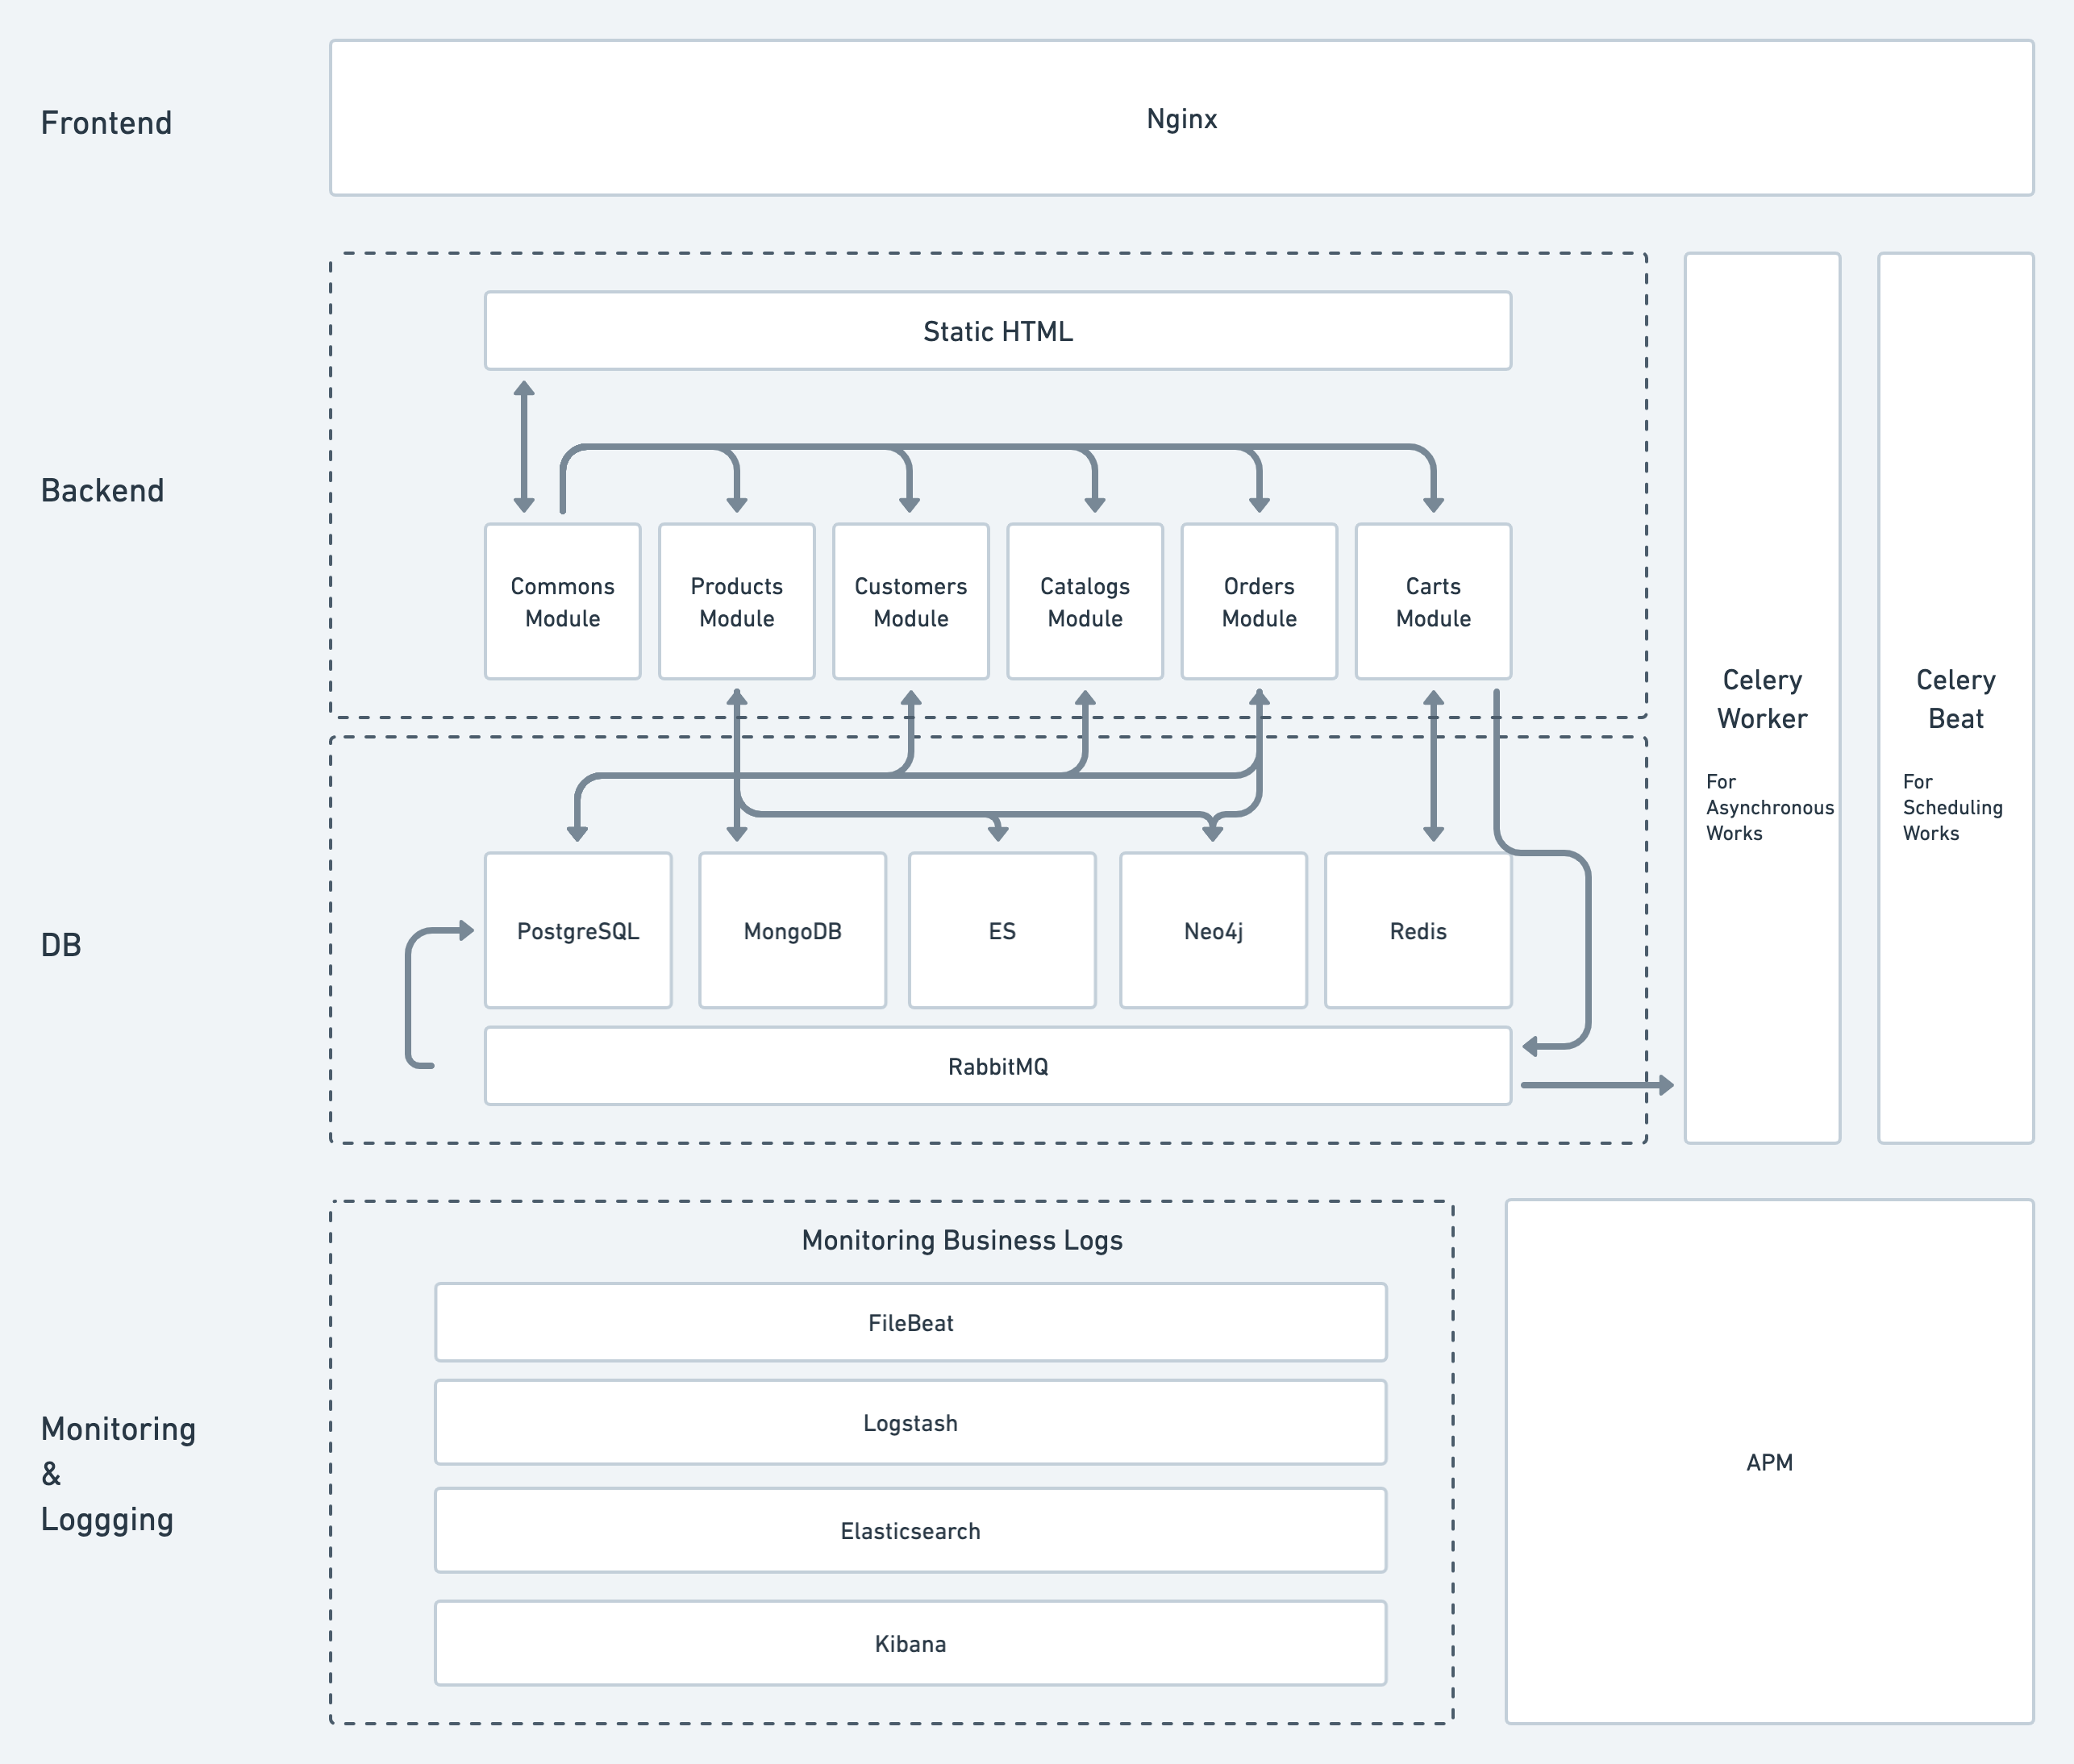 Frontend
Nginx
Backend
Static HTML
Commons
Module
Products
Module
Customers
Module
Catalogs
Module
Orders
Module
Carts
Module
Celery
Worker
For
Asynchronous
Works
Celery
Beat
For
Scheduling
Works
DB
PostgreSQL
MongoDB
ES
Neo4j
Redis
RabbitMQ
Monitoring
&
Loggging
Monitoring Business Logs
FileBeat
Logstash
Elasticsearch
Kibana
APM